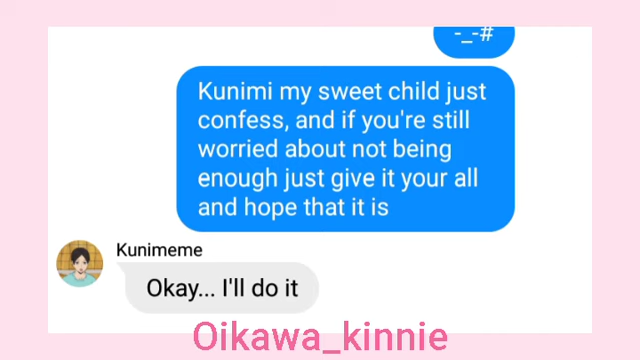 -_-#
Kunimi my sweet child just
confess, and if you're still
worried about not being
enough just give it your all
and hope that it is
Kunimeme
Okay... I'll do it
Oikawa_kinnie